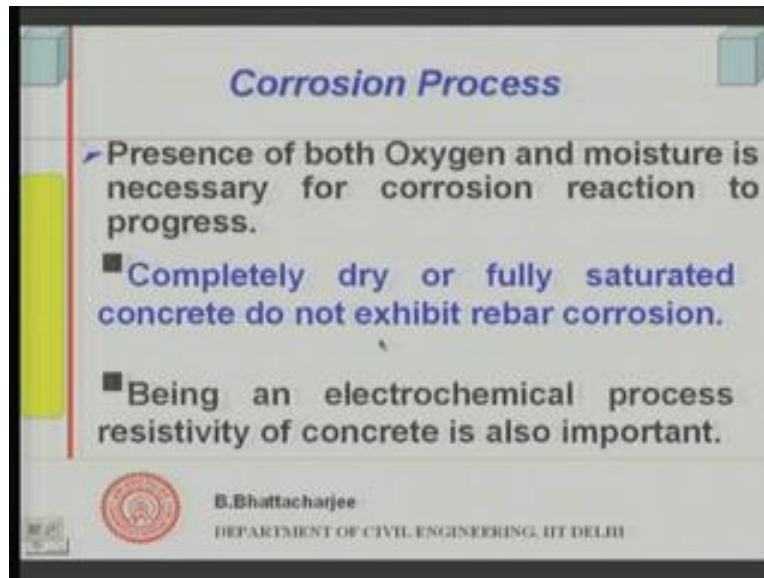 Corrosion Process
Presence of both Oxygen and moisture is
necessary for corrosion reaction to
progress.
Completely dry or fully saturated
concrete do not exhibit rebar corrosion.
Being an electrochemical process
resistivity of concrete is also important.
B.Bhattacharjee
DEPARTMENT OF CIVIL ENGINEERING, IIT DELHI